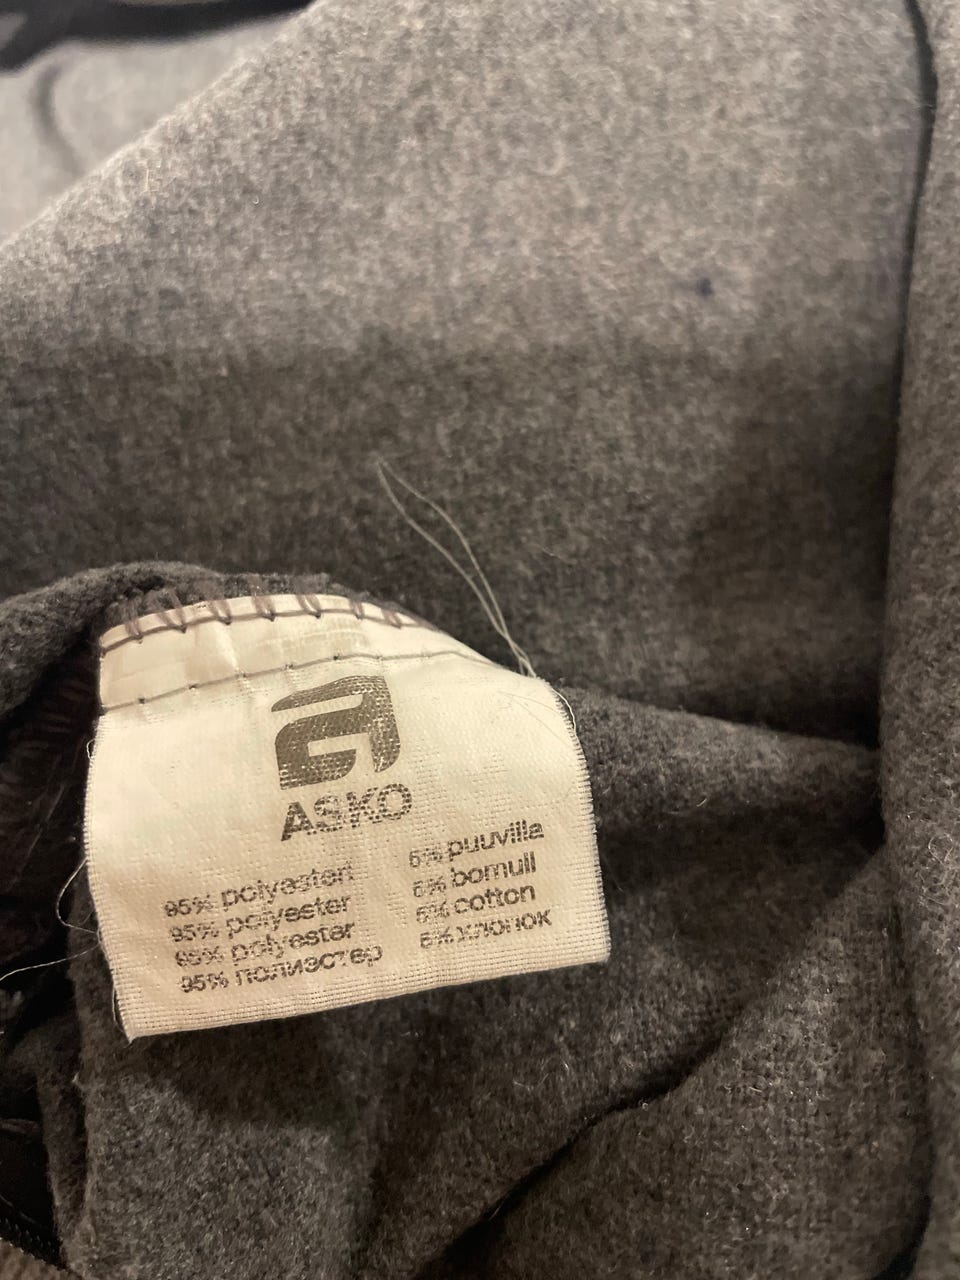 a
ASKO
95% polyesteri 5% puuvilla
95% polyester 5% bomull
95% polyester 5% cotton
95% полиэстер 5% хлопок